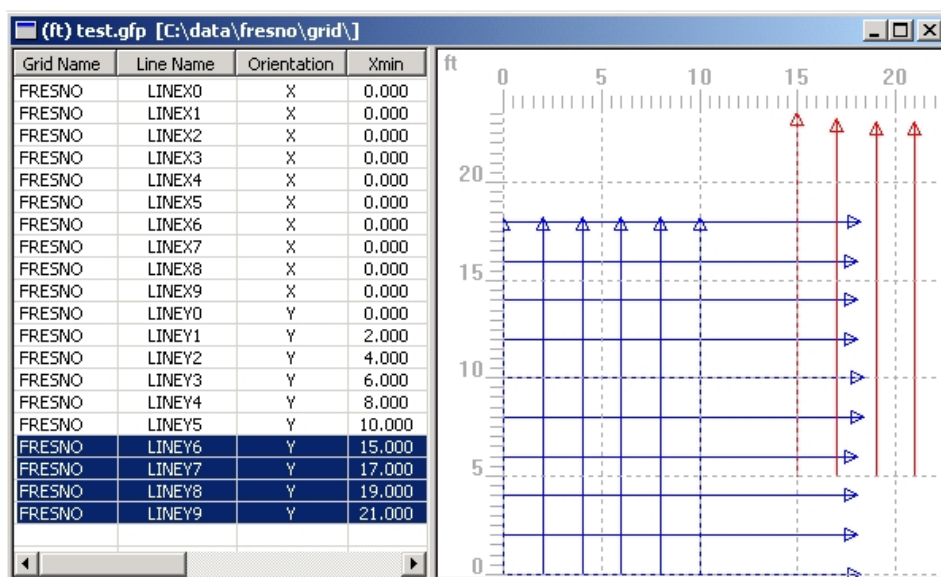 (ft) test.gfp [C:\data\fresno\grid\]
Grid Name Line Name Orientation Xmin
FRESNO LINEX0 X 0.000
FRESNO LINEX1 X 0.000
FRESNO LINEX2 X 0.000
FRESNO LINEX3 X 0.000
FRESNO LINEX4 X 0.000
FRESNO LINEX5 X 0.000
FRESNO LINEX6 X 0.000
FRESNO LINEX7 X 0.000
FRESNO LINEX8 X 0.000
FRESNO LINEX9 X 0.000
FRESNO LINEY0 Y 0.000
FRESNO LINEY1 Y 2.000
FRESNO LINEY2 Y 4.000
FRESNO LINEY3 Y 6.000
FRESNO LINEY4 Y 8.000
FRESNO LINEY5 Y 10.000
FRESNO LINEY6 Y 15.000
FRESNO LINEY7 Y 17.000
FRESNO LINEY8 Y 19.000
FRESNO LINEY9 Y 21.000
ft
0 5 10 15 20
20
15
10
5
0